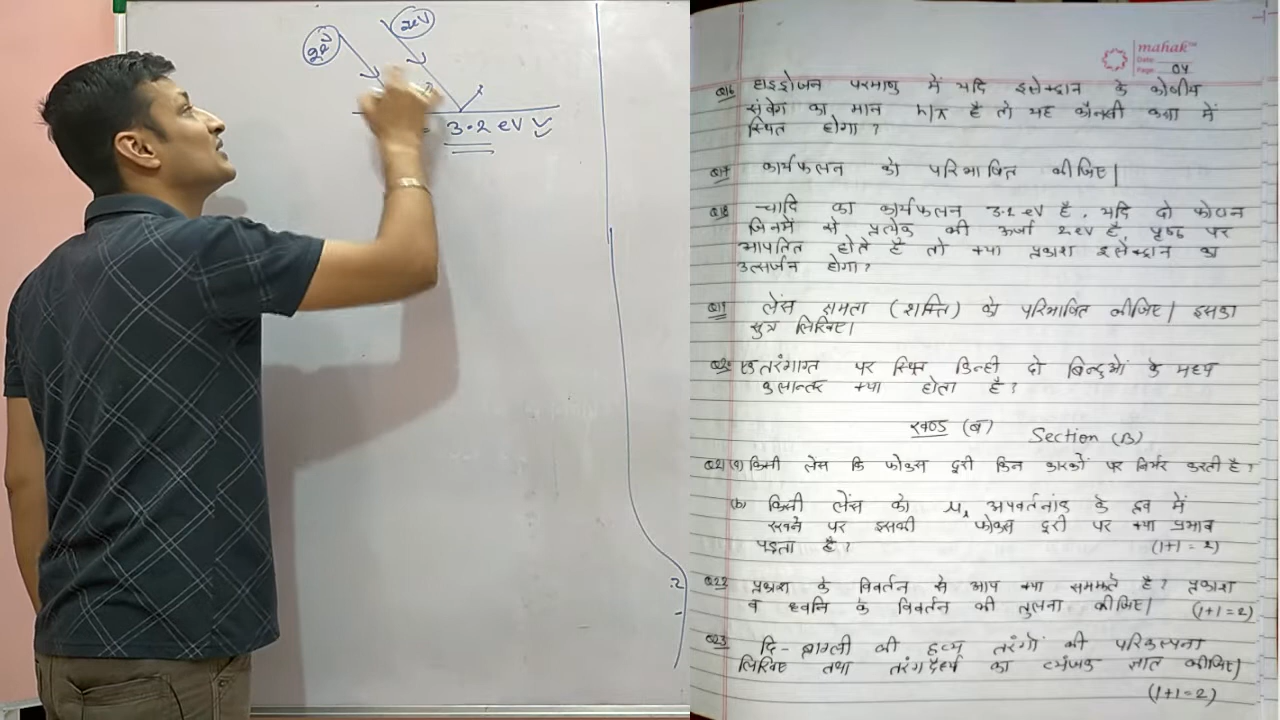 2eV
2eV
= 3.2 eV
2
mahak
Date:
Page: 04
Q16 हाइड्रोजन परमाणु में यदि इलेक्ट्रान के कोणीय
संवेग का मान h/π है तो यह कौनसी कक्षा में
स्थित होगा ?
Q17 कार्यफलन को परिभाषित कीजिए|
Q18 चादि का कार्यफलन 3.2 eV है, यदि दो फोटान
जिनमें से प्रत्येक की ऊर्जा 2eV है, पृष्ठ पर
आपतित होते है तो क्या प्रकाश इलेक्ट्रान का
उत्सर्जन होगा?
Q19 लेंस क्षमता (शक्ति) को परिभाषित कीजिए| इसका
सुत्र लिखिए|
Q20 एक तरंगाग्र पर स्थित किन्ही दो बिन्दुओं के मध्य
कलान्तर क्या होता है?
खण्ड (ब) Section (B)
Q21 (a) किसी लेंस कि फोकस दूरी किन कारको पर निर्भर करती है?
(b) किसी लेंस को μ अपवर्तनांक के द्रव में
रखने पर इसकी फोकस दूरी पर क्या प्रभाव
पड़ता है? (1+1=2)
Q22 प्रकाश के विवर्तन से आप क्या समझते है? प्रकाश
व ध्वनि के विवर्तन की तुलना कीजिए| (1+1=2)
Q23 दि-ब्राग्ली की द्रव्य तरंगों की परिकल्पना
लिखिए तथा तरंगदैर्ध्य का व्यंजक ज्ञात कीजिए|
(1+1=2)